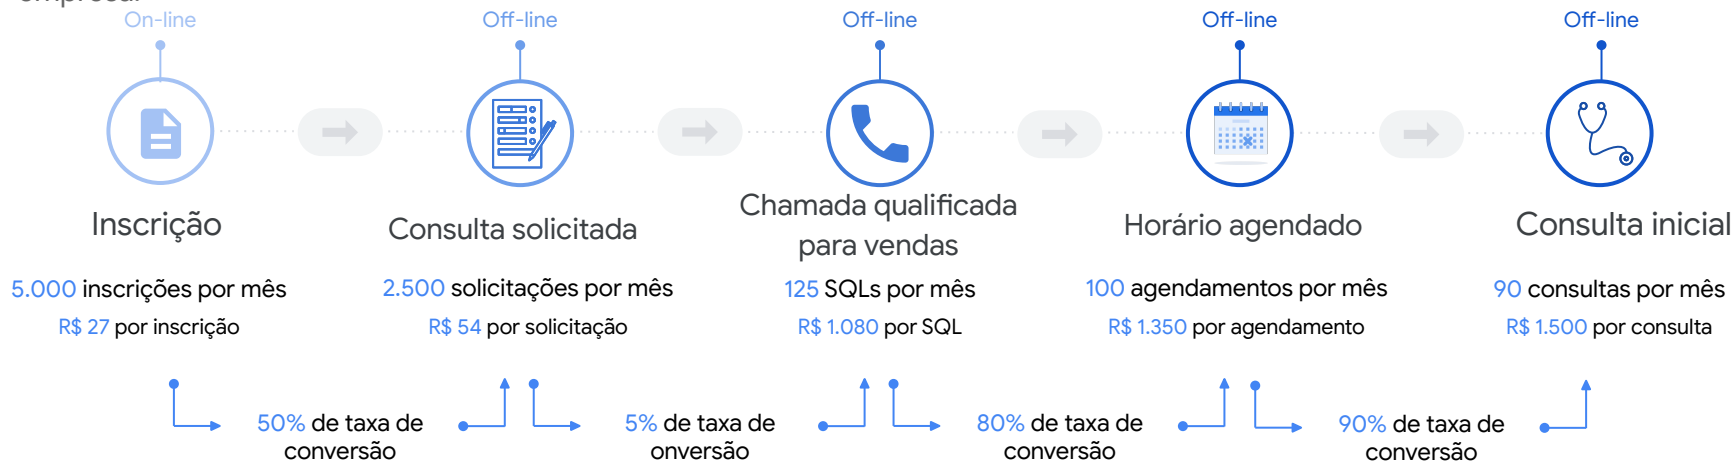 empresa.
On-line
Off-line
Off-line
Off-line
Off-line
Inscrição
Consulta solicitada
Chamada qualificada
para vendas
Horário agendado
Consulta inicial
5.000 inscrições por mês
R$ 27 por inscrição
2.500 solicitações por mês
R$ 54 por solicitação
125 SQLs por mês
R$ 1.080 por SQL
100 agendamentos por mês
R$ 1.350 por agendamento
90 consultas por mês
R$ 1.500 por consulta
50% de taxa de
conversão
5% de taxa de
onversão
80% de taxa de
conversão
90% de taxa de
conversão